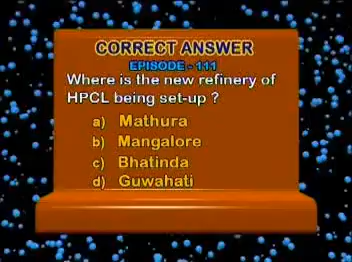 CORRECT ANSWER
EPISODE - 111
Where is the new refinery of
HPCL being set-up ?
a) Mathura
b) Mangalore
c) Bhatinda
d) Guwahati